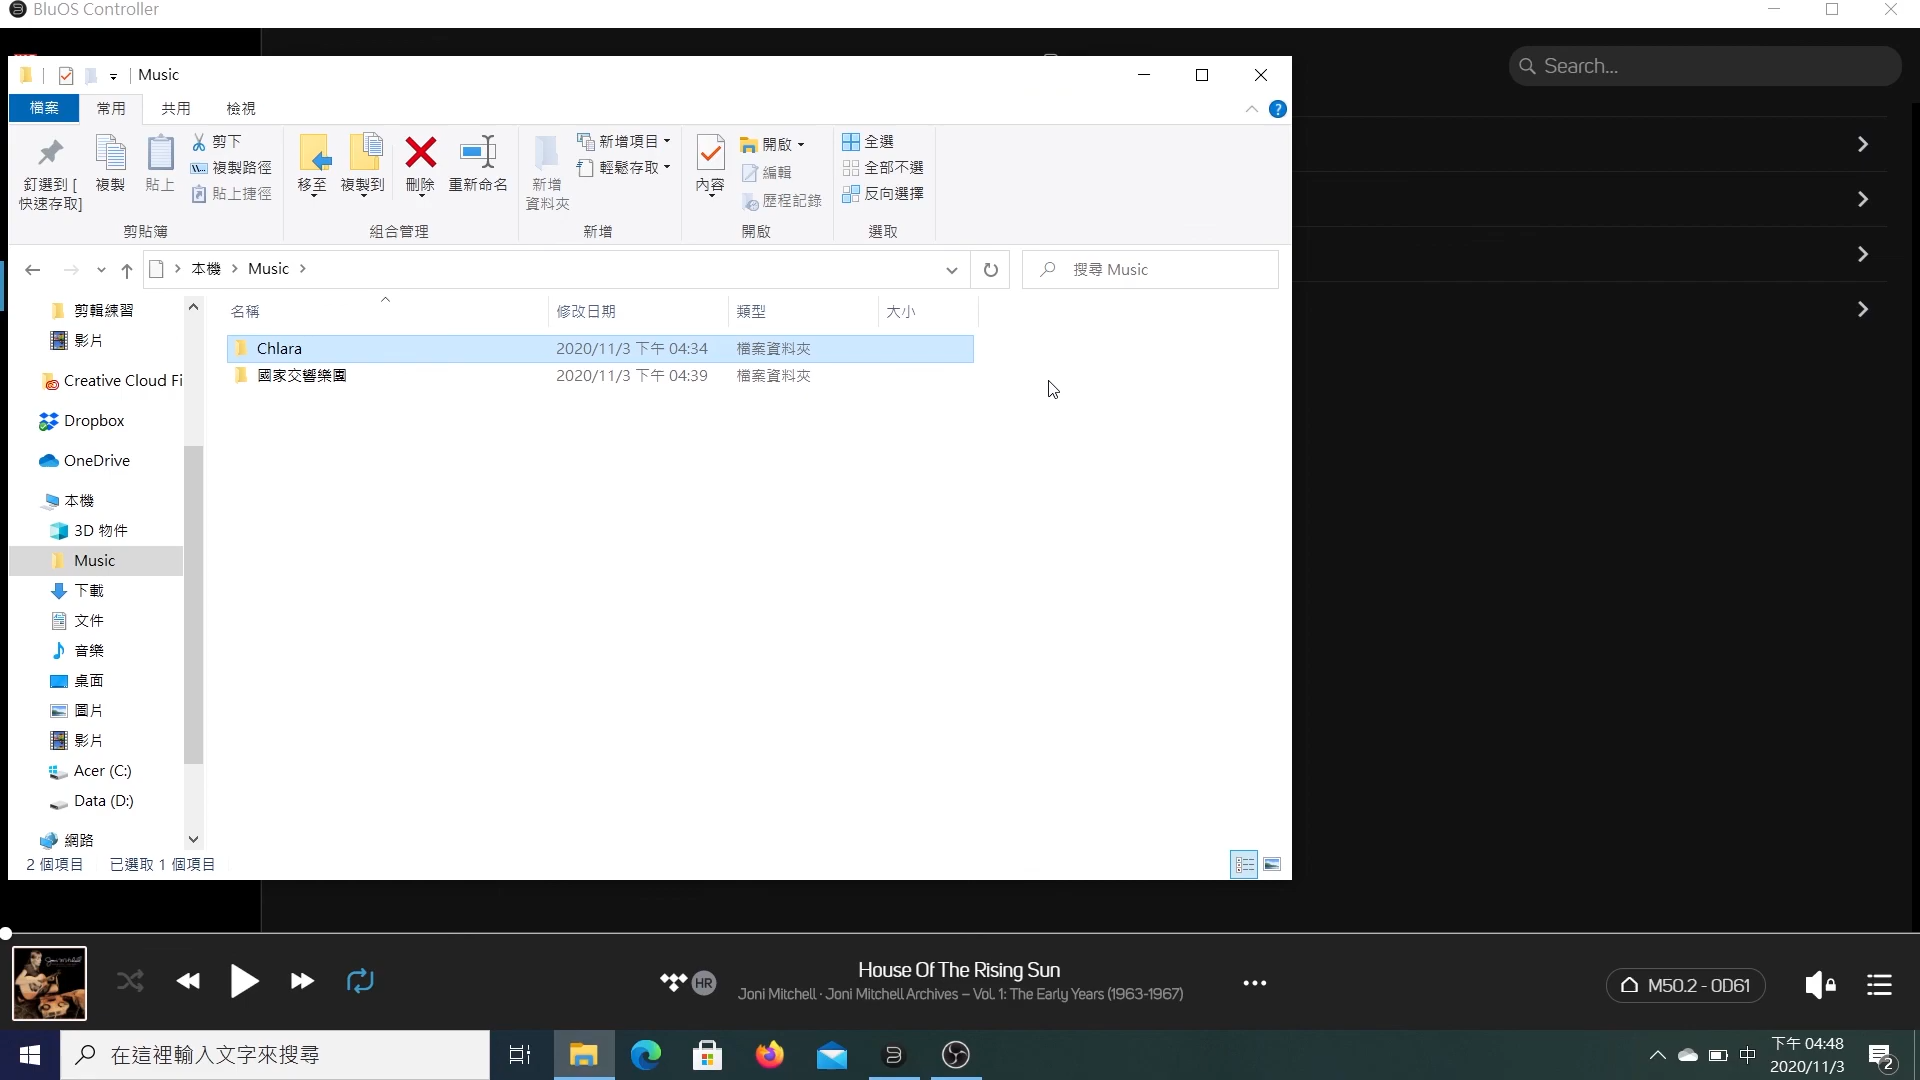 BluOS Controller
Search...
Music
檔案 常用 共用 檢視
釘選到 [
快速存取]
複製
貼上
剪下
複製路徑
貼上捷徑
移至
複製到
刪除
重新命名
新增
資料夾
新增項目
輕鬆存取
內容
開啟
編輯
歷程記錄
全選
全部不選
反向選擇
剪貼簿 組合管理 新增 開啟 選取
本機 Music
搜尋 Music
名稱 修改日期 類型 大小
Chlara 2020/11/3 下午 04:34 檔案資料夾
國家交響樂團 2020/11/3 下午 04:39 檔案資料夾
剪輯練習
影片
Creative Cloud Fi
Dropbox
OneDrive
本機
3D 物件
Music
下載
文件
音樂
桌面
圖片
影片
Acer (C:)
Data (D:)
網路
2 個項目 已選取 1 個項目
HR
House Of The Rising Sun
Joni Mitchell · Joni Mitchell Archives – Vol. 1: The Early Years (1963-1967)
M50.2 - 0D61
在這裡輸入文字來搜尋
中
下午 04:48
2020/11/3
2